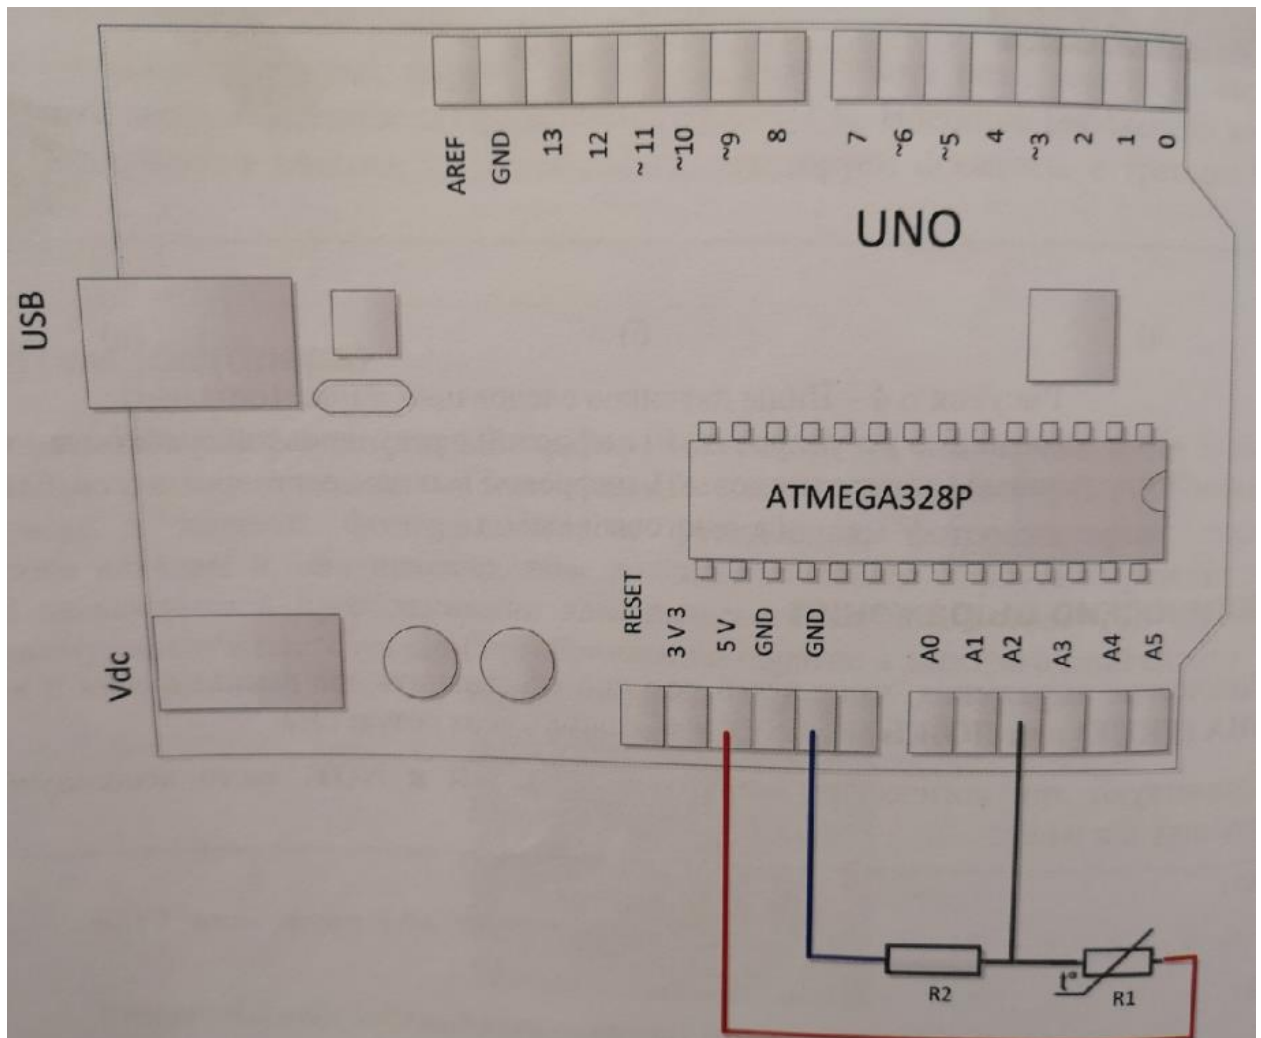 AREF
GND
13
12
~ 11
~10
~9
8
7
~6
~5
4
~3
2
1
0
UNO
USB
ATMEGA328P
Vdc
RESET
3 V 3
5 V
GND
GND
A0
A1
A2
A3
A4
A5
R2
t°
R1